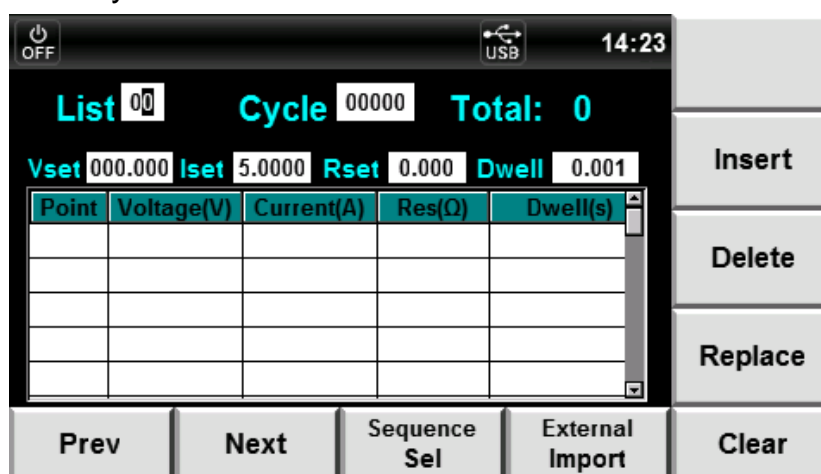 OFF USB 14:23
List 00 Cycle 00000 Total: 0
Vset 000.000 Iset 5.0000 Rset 0.000 Dwell 0.001
Point Voltage(V) Current(A) Res(Ω) Dwell(s)
Insert
Delete
Replace
Prev
Next
Sequence
Sel
External
Import
Clear